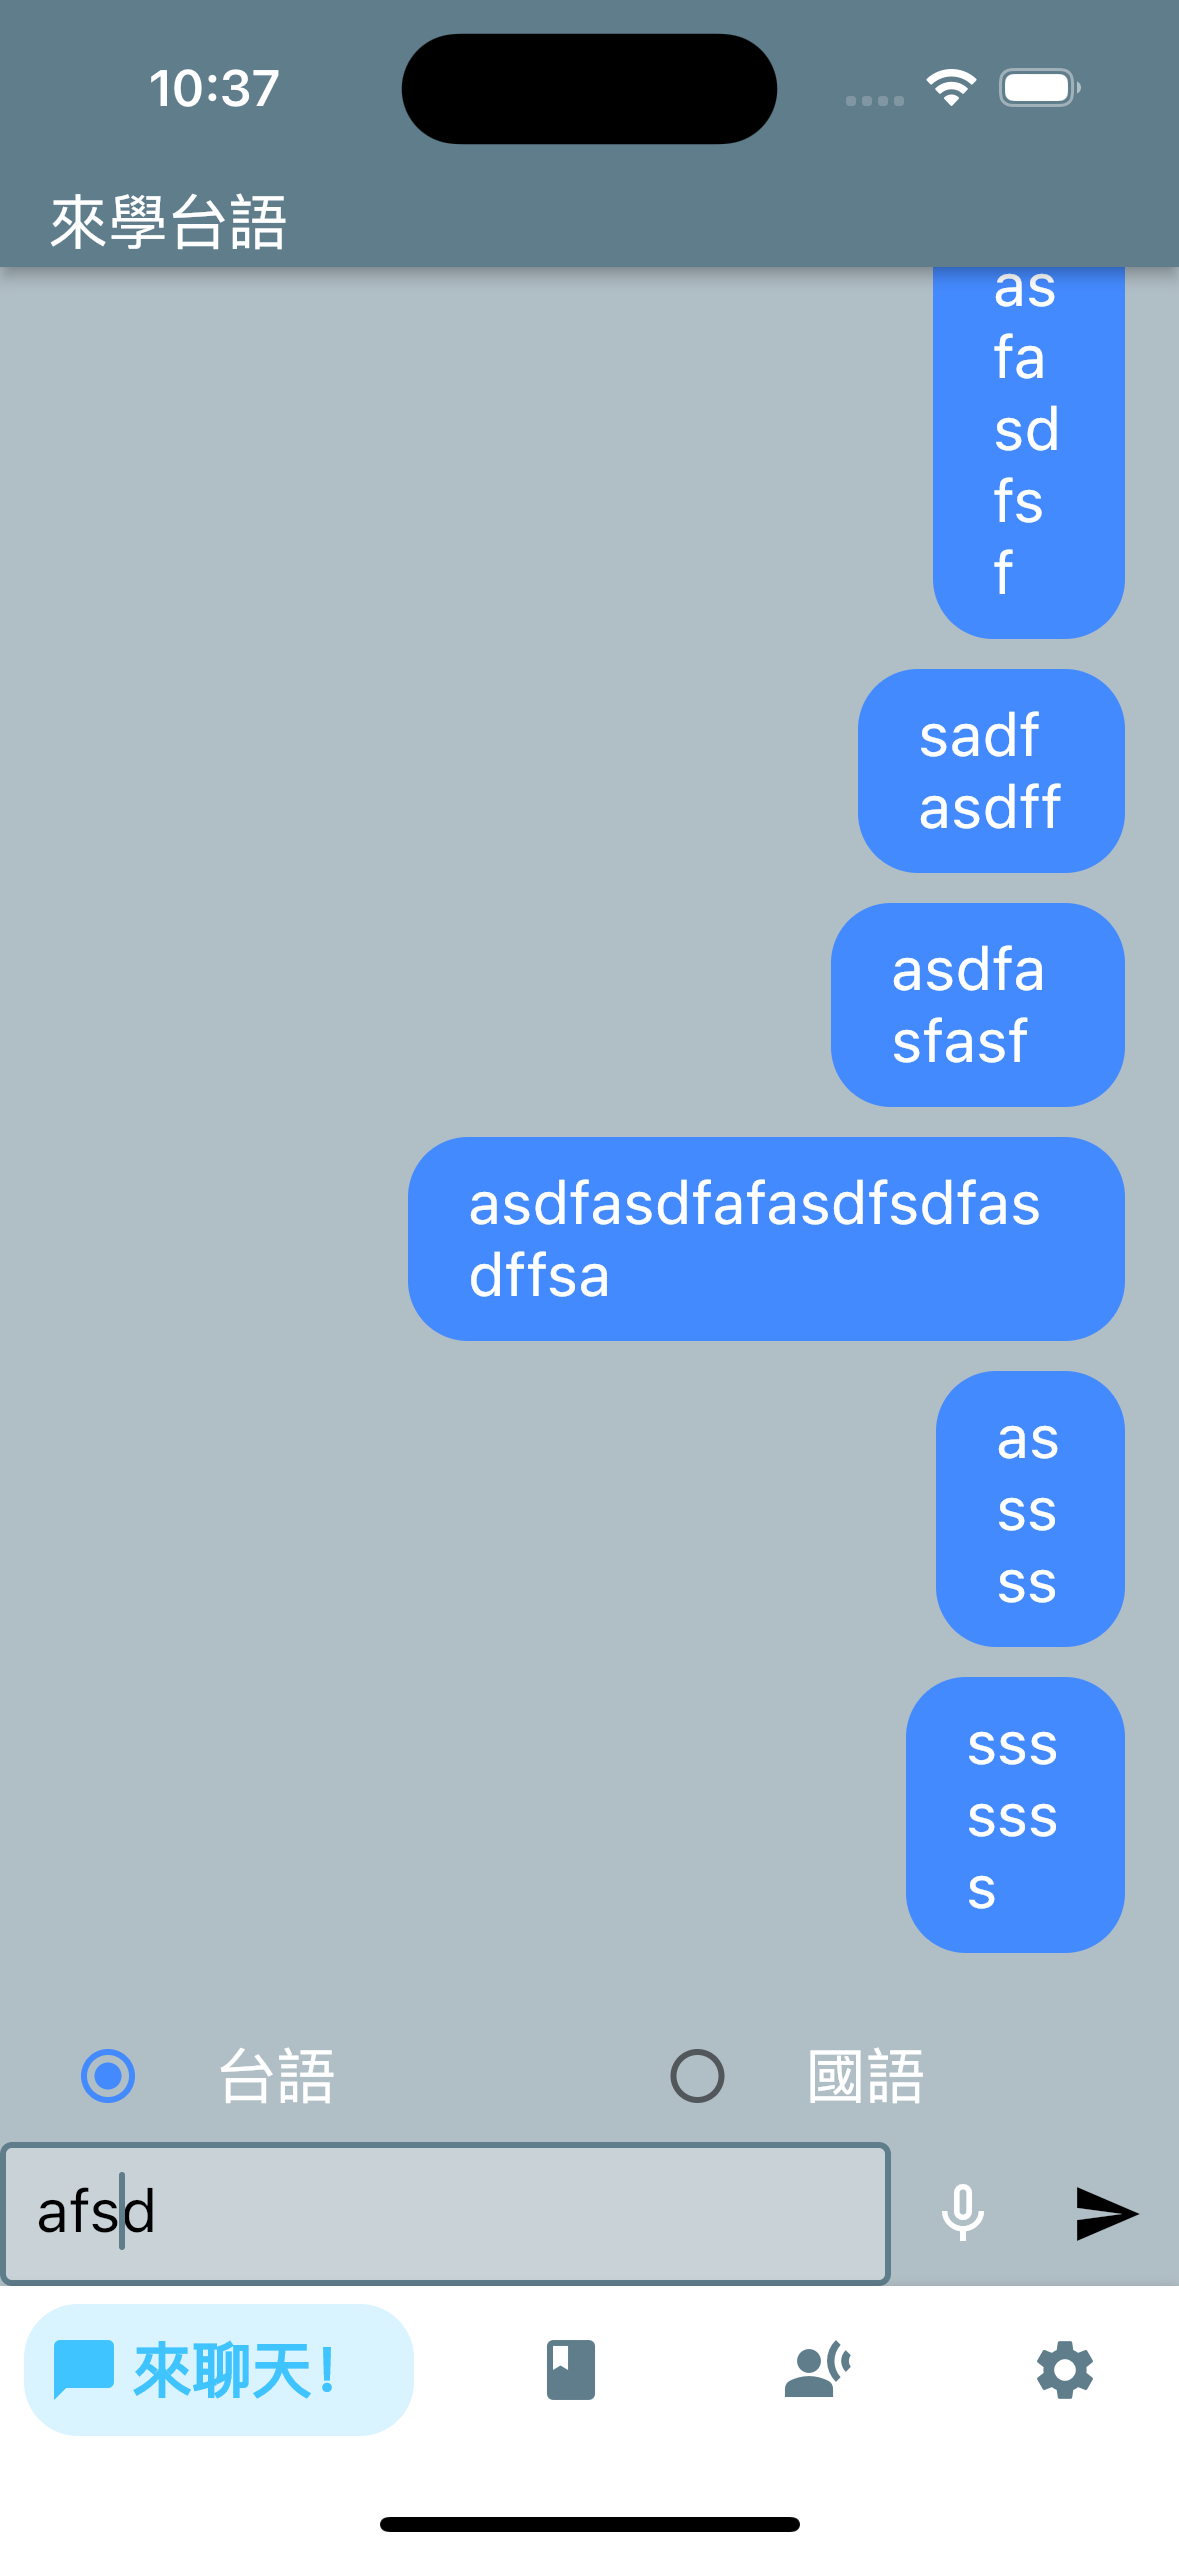 10:37
來學台語
as
fa
sd
fs
f
sadf
asdff
asdfa
sfasf
asdfasdfafasdfsdfas
dffsa
as
ss
ss
sss
sss
s
台語
國語
afsd
來聊天!